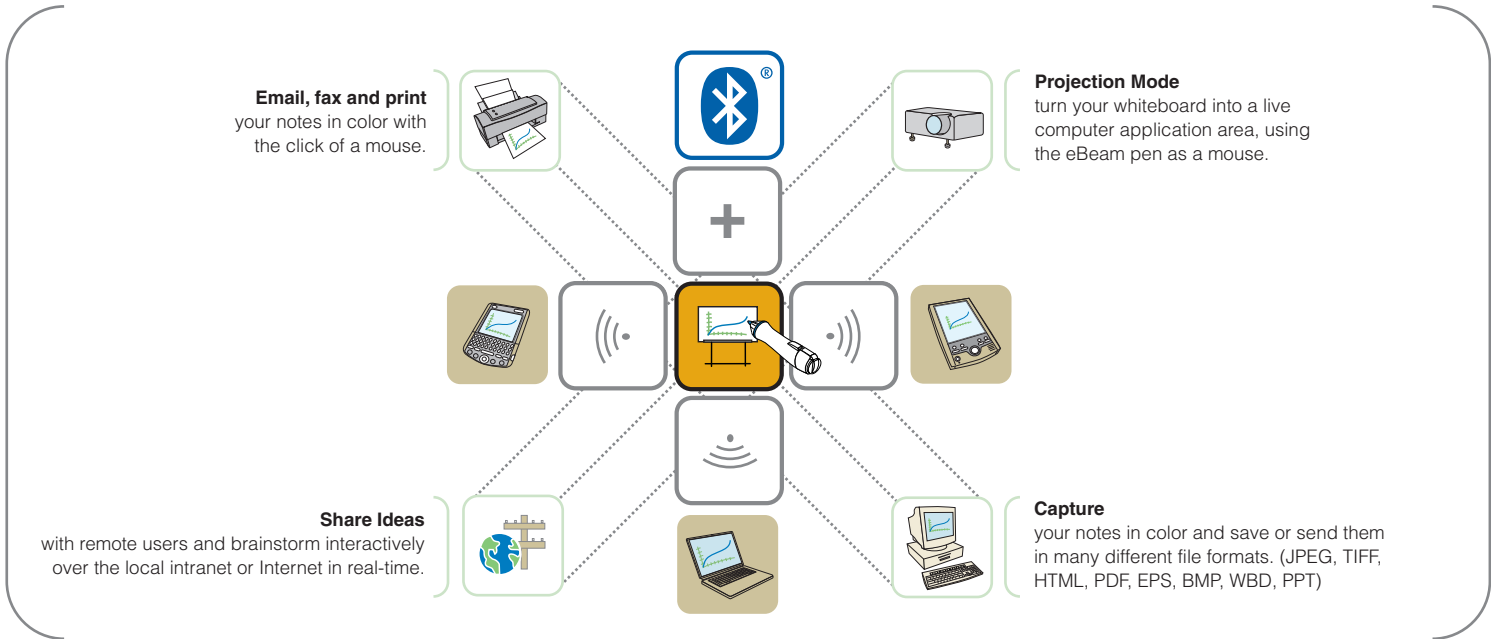 Email, fax and print
your notes in color with
the click of a mouse.
®
Projection Mode
turn your whiteboard into a live
computer application area, using
the eBeam pen as a mouse.
+
Share Ideas
with remote users and brainstorm interactively
over the local intranet or Internet in real-time.
Capture
your notes in color and save or send them
in many different file formats. (JPEG, TIFF,
HTML, PDF, EPS, BMP, WBD, PPT)